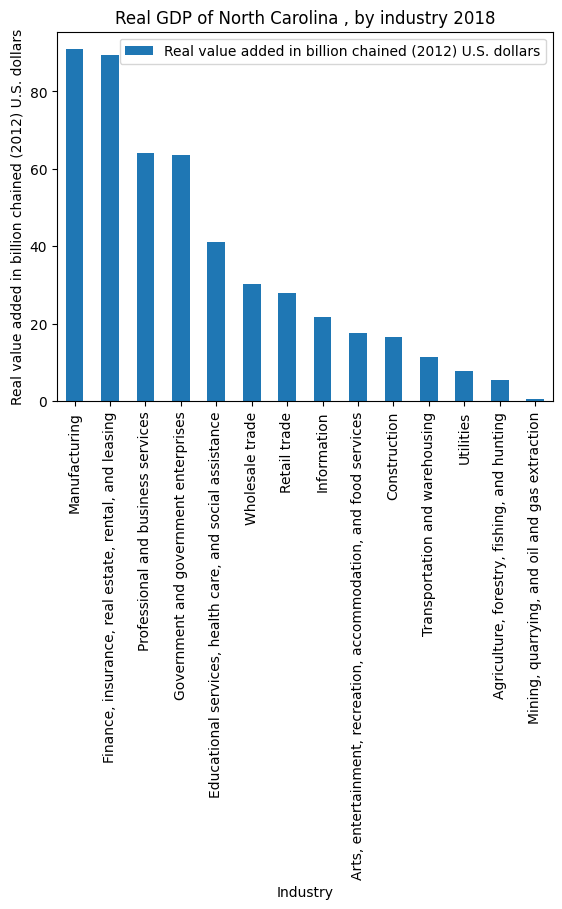 Real GDP of North Carolina , by industry 2018
Real value added in billion chained (2012) U.S. dollars
Real value added in billion chained (2012) U.S. dollars
80
60
40
20
0
Manufacturing
Finance, insurance, real estate, rental, and leasing
Professional and business services
Government and government enterprises
Educational services, health care, and social assistance
Wholesale trade
Retail trade
Information
Arts, entertainment, recreation, accommodation, and food services
Construction
Transportation and warehousing
Utilities
Agriculture, forestry, fishing, and hunting
Mining, quarrying, and oil and gas extraction
Industry